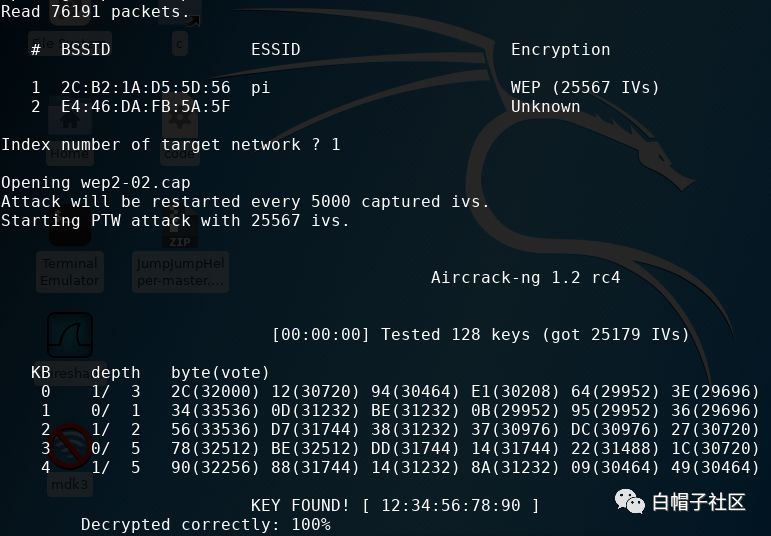 Read 76191 packets.
# BSSID ESSID Encryption
1 2C:B2:1A:D5:5D:56 pi WEP (25567 IVs)
2 E4:46:DA:FB:5A:5F Unknown
Index number of target network ? 1
Opening wep2-02.cap
Attack will be restarted every 5000 captured ivs.
Starting PTW attack with 25567 ivs.
Aircrack-ng 1.2 rc4
[00:00:00] Tested 128 keys (got 25179 IVs)
KB depth byte(vote)
0 1/ 3 2C(32000) 12(30720) 94(30464) E1(30208) 64(29952) 3E(29696)
1 0/ 1 34(33536) 0D(31232) BE(31232) 0B(29952) 95(29952) 36(29696)
2 1/ 2 56(33536) D7(31744) 38(31232) 37(30976) DC(30976) 27(30720)
3 0/ 5 78(32512) BE(32512) DD(31744) 14(31744) 22(31488) 1C(30720)
4 1/ 5 90(32256) 88(31744) 14(31232) 8A(31232) 09(30464) 49(30464)
KEY FOUND! [ 12:34:56:78:90 ]
Decrypted correctly: 100%
c
Home
code
ZIP
Terminal
Emulator
JumpJumpHel
per-master....
mdk3
白帽子社区